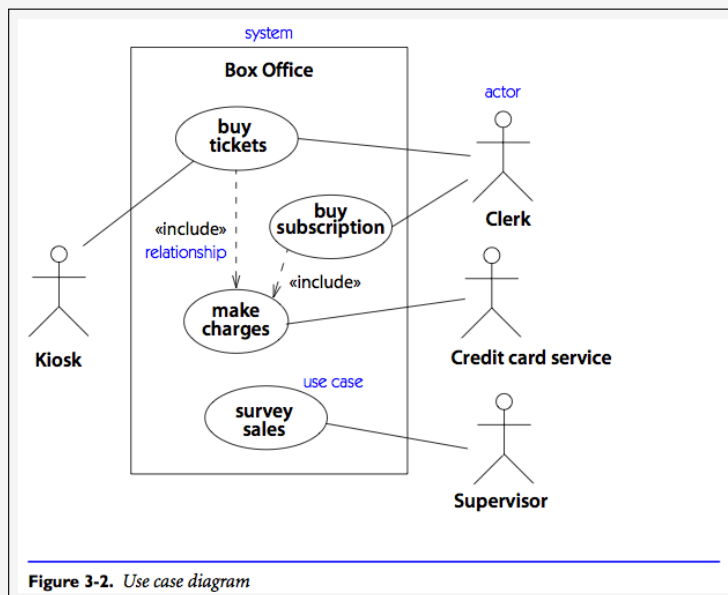 system
Box Office
actor
buy
tickets
buy
subscription
Clerk
«include»
relationship
«include»
make
charges
Kiosk
Credit card service
use case
survey
sales
Supervisor
Figure 3-2. Use case diagram